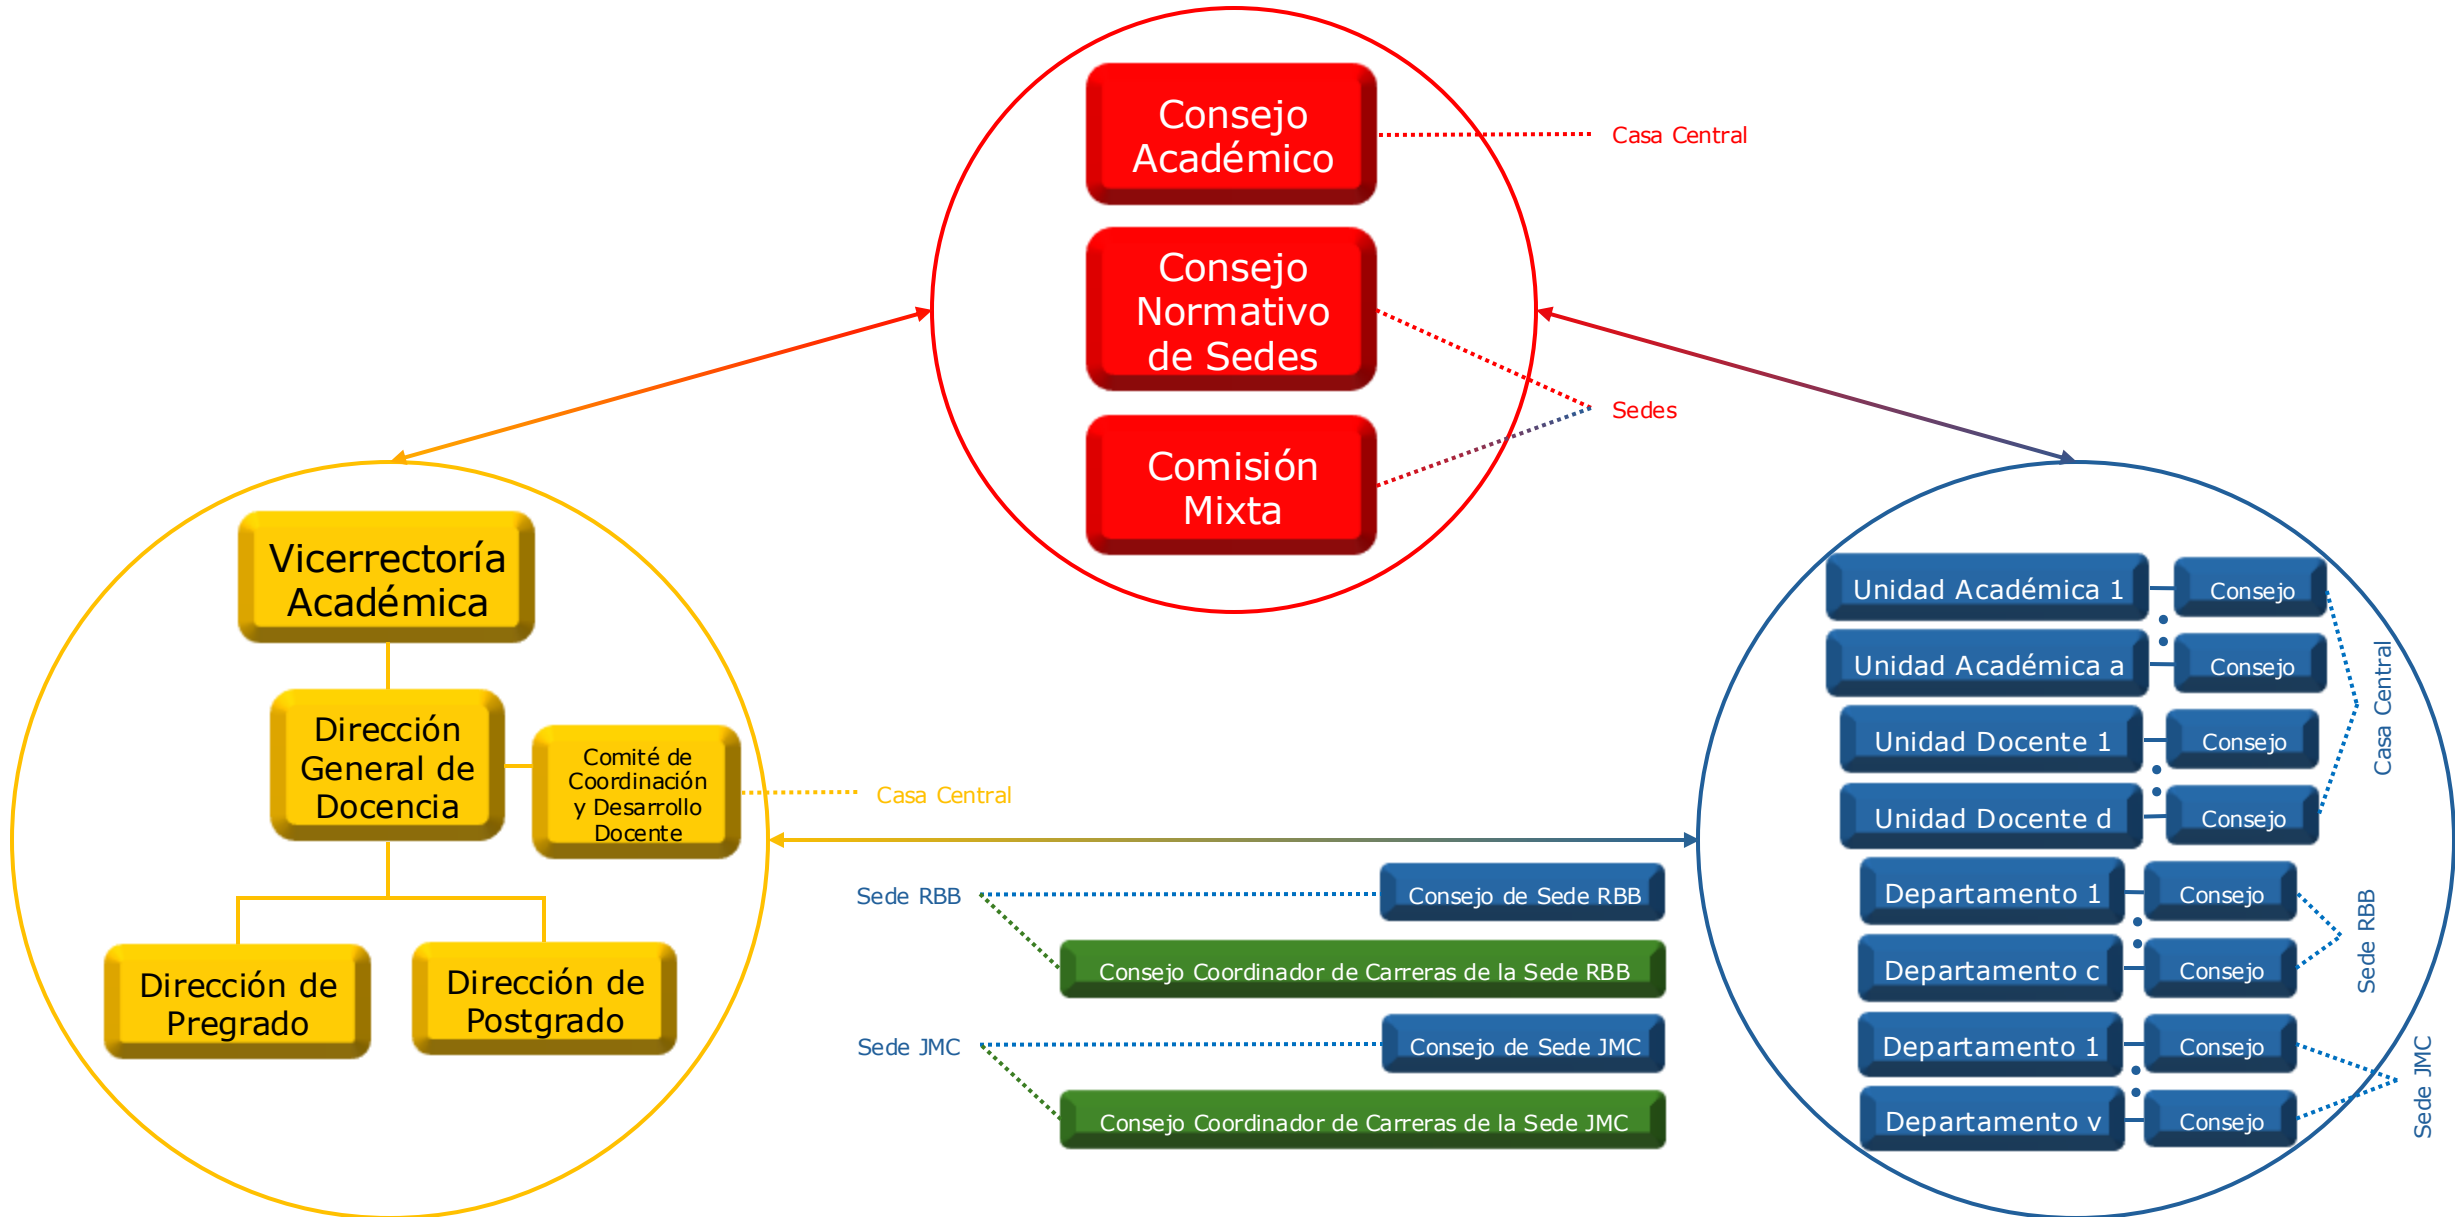 Consejo
Académico
Casa Central
Consejo
Normativo
de Sedes
Sedes
Comisión
Mixta
Vicerrectoría
Académica
Dirección
General de
Docencia
Comité de
Coordinación
y Desarrollo
Docente
Casa Central
Dirección de
Pregrado
Dirección de
Postgrado
Sede RBB
Consejo de Sede RBB
Consejo Coordinador de Carreras de la Sede RBB
Sede JMC
Consejo de Sede JMC
Consejo Coordinador de Carreras de la Sede JMC
Unidad Académica 1
Consejo
Unidad Académica a
Consejo
Unidad Docente 1
Consejo
Unidad Docente d
Consejo
Casa Central
Departamento 1
Consejo
Departamento c
Consejo
Sede RBB
Departamento 1
Consejo
Departamento v
Consejo
Sede JMC